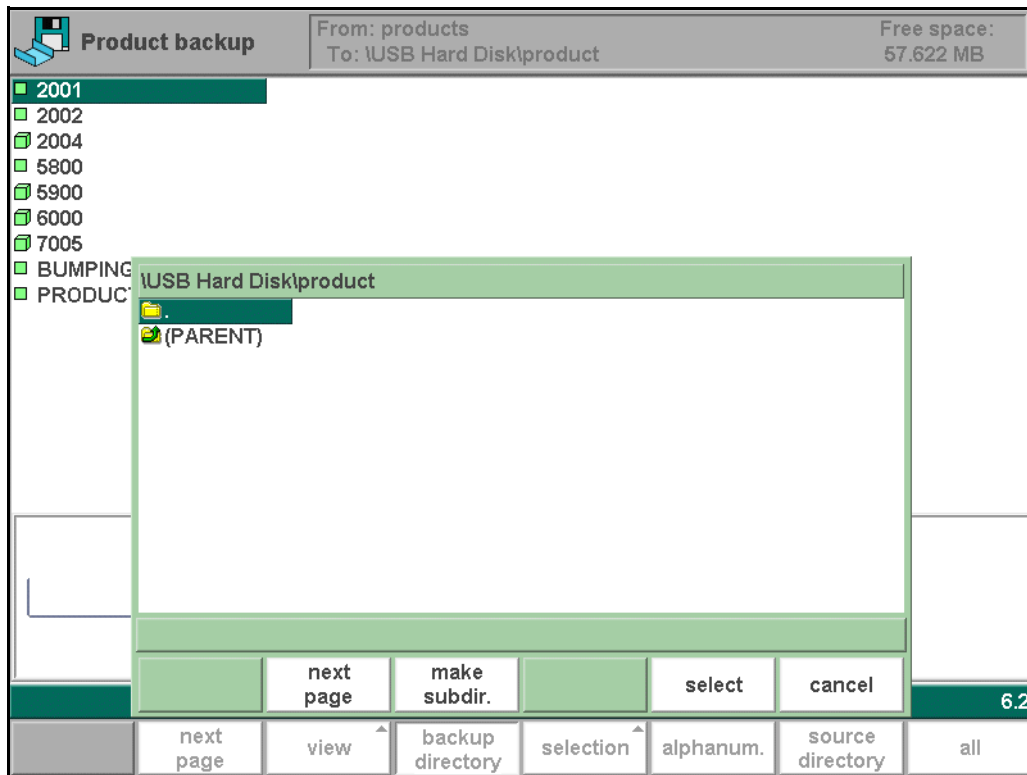 Product backup
From: products
To: \USB Hard Disk\product
Free space:
57.622 MB
2001
2002
2004
5800
5900
6000
7005
BUMPING
PRODUC
\USB Hard Disk\product
.
(PARENT)
next page
make subdir.
select
cancel
6.2
next page
view
backup directory
selection
alphanum.
source directory
all